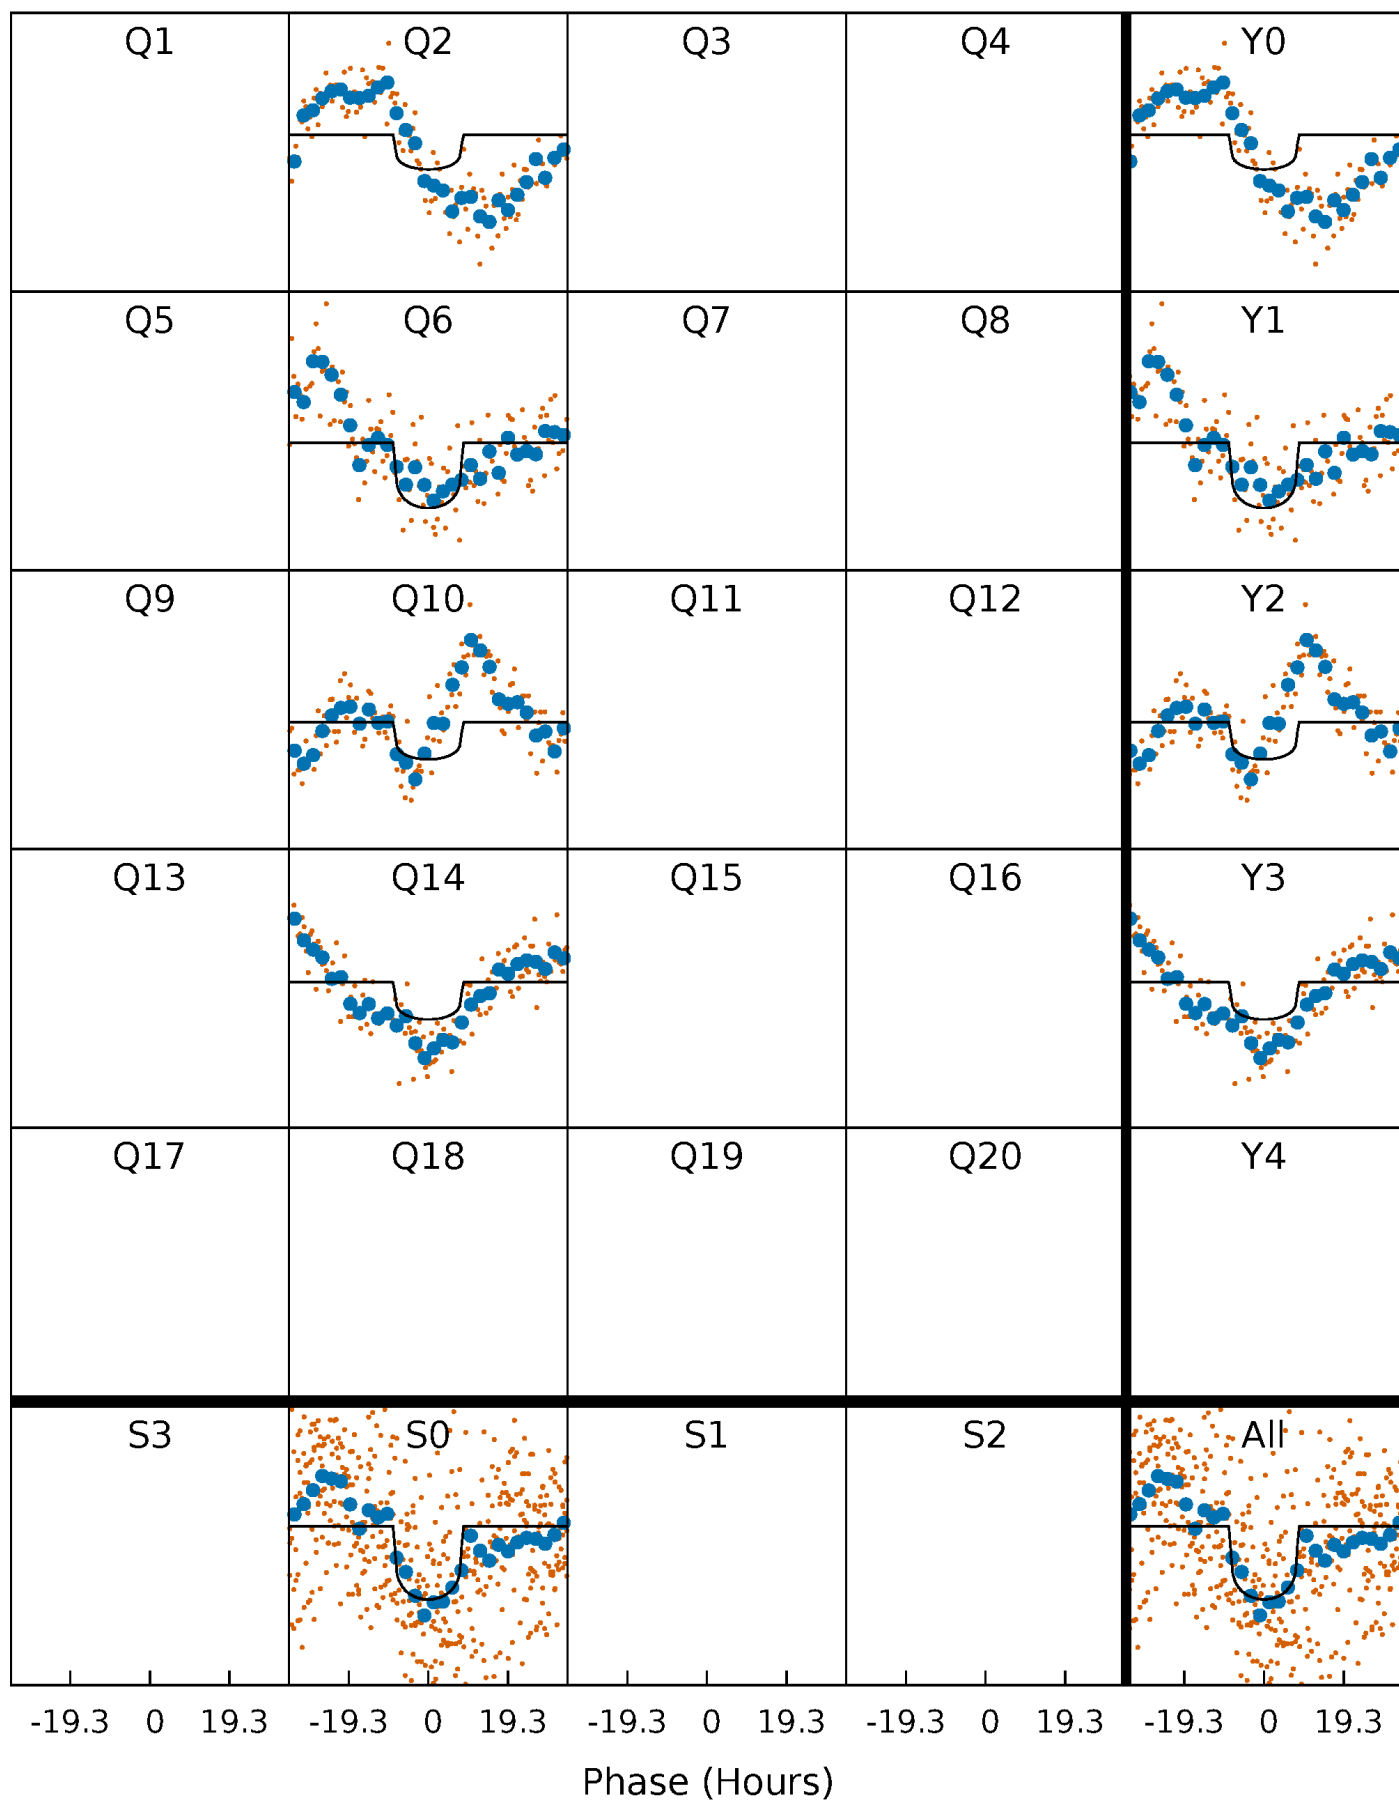 Q1 Q2 Q3 Q4 Y0
Q5 Q6 Q7 Q8 Y1
Q9 Q10 Q11 Q12 Y2
Q13 Q14 Q15 Q16 Y3
Q17 Q18 Q19 Q20 Y4
S3 S0 S1 S2 All
-19.3 0 19.3 -19.3 0 19.3 -19.3 0 19.3 -19.3 0 19.3 -19.3 0 19.3
Phase (Hours)